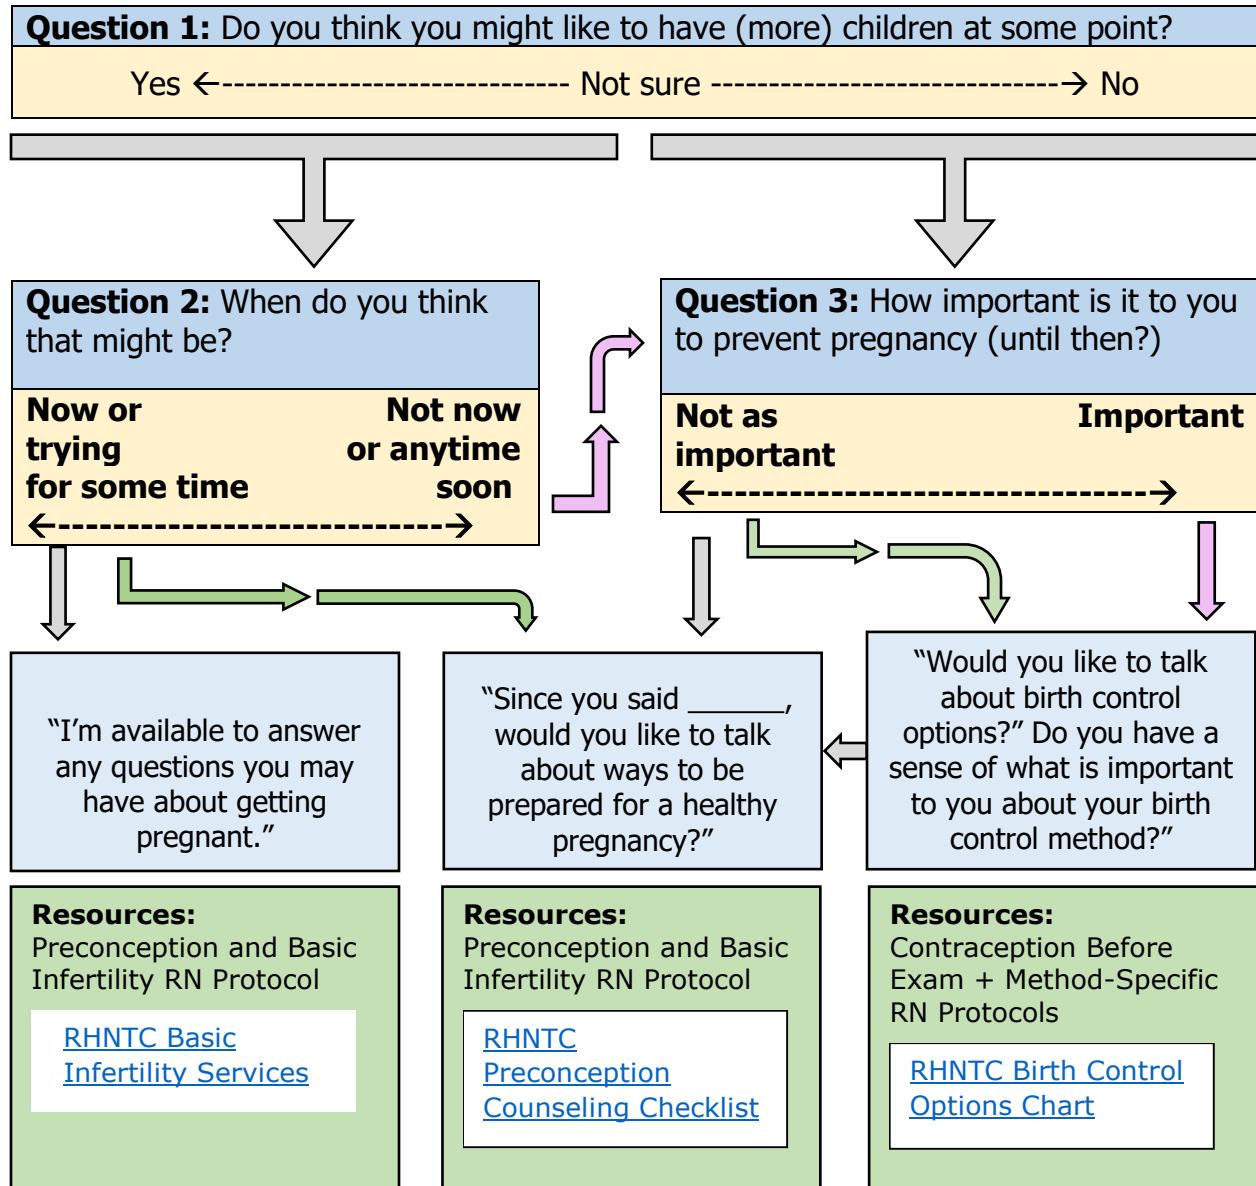 Question 1: Do you think you might like to have (more) children at some point?
Yes ←------------------------------ Not sure ------------------------------→ No
Question 2: When do you think
that might be?
Now or
trying
for some time
Not now
or anytime
soon
←--------------------------------→
Question 3: How important is it to you
to prevent pregnancy (until then?)
Not as
important
Important
←----------------------------------→
“I’m available to answer
any questions you may
have about getting
pregnant.”
“Since you said ______,
would you like to talk
about ways to be
prepared for a healthy
pregnancy?”
“Would you like to talk
about birth control
options?” Do you have a
sense of what is important
to you about your birth
control method?”
Resources:
Preconception and Basic
Infertility RN Protocol
RHNTC Basic
Infertility Services
Resources:
Preconception and Basic
Infertility RN Protocol
RHNTC
Preconception
Counseling Checklist
Resources:
Contraception Before
Exam + Method-Specific
RN Protocols
RHNTC Birth Control
Options Chart